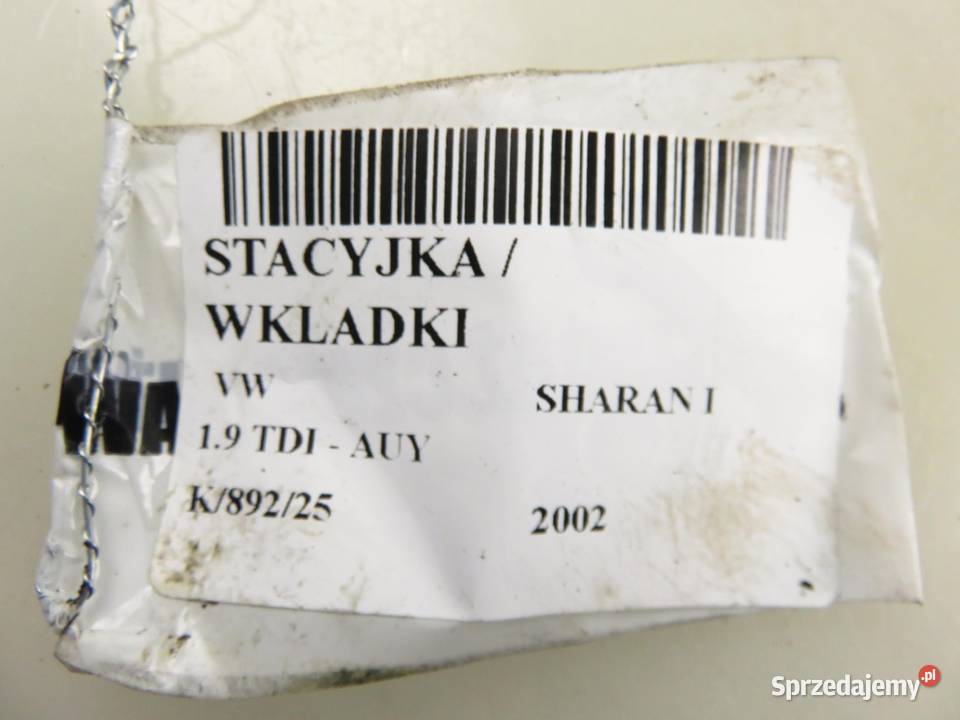 STACYJKA /
WKLADKI
VW SHARAN I
1.9 TDI - AUY
K/892/25 2002
Sprzedajemy.pl